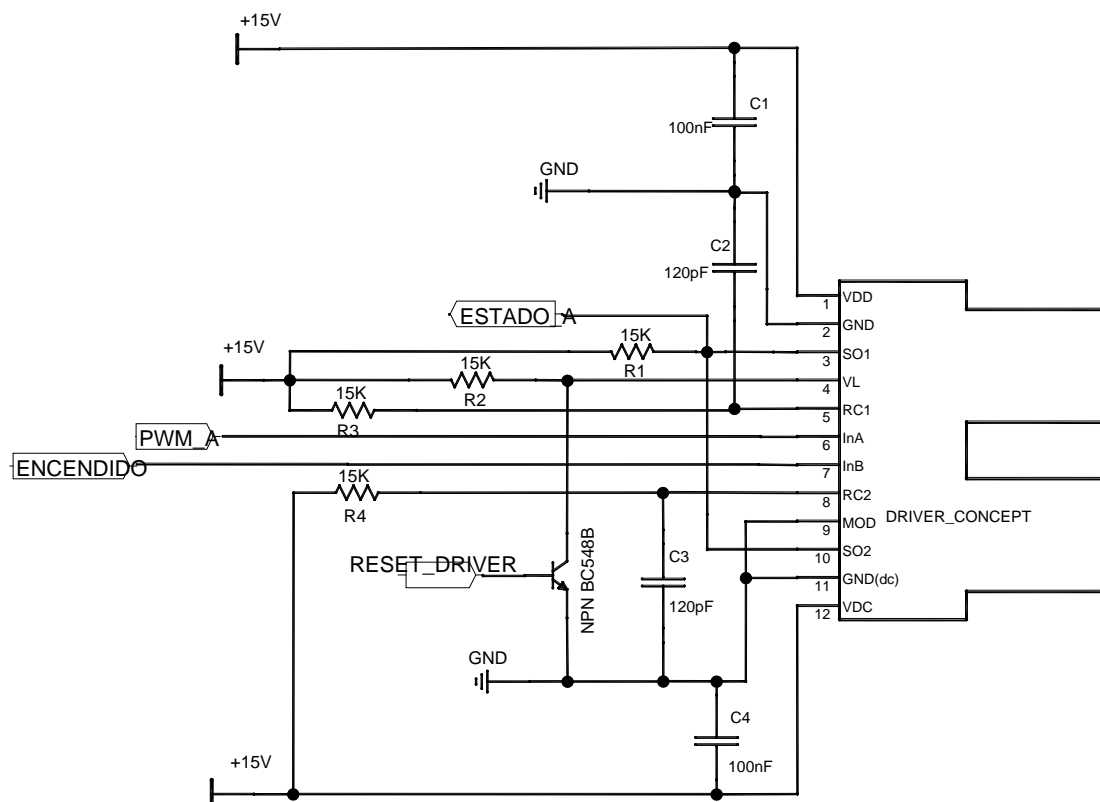 +15V
C1
100nF
GND
C2
120pF
VDD
1
ESTADO_A
GND
2
+15V
15K
SO1
3
R1
15K
VL
4
R2
15K
RC1
5
R3
PWM_A
InA
6
ENCENDIDO
InB
7
15K
RC2
8
R4
MOD
9
DRIVER_CONCEPT
SO2
10
RESET_DRIVER
C3
GND(dc)
11
NPN BC548B
120pF
VDC
12
GND
C4
+15V
100nF